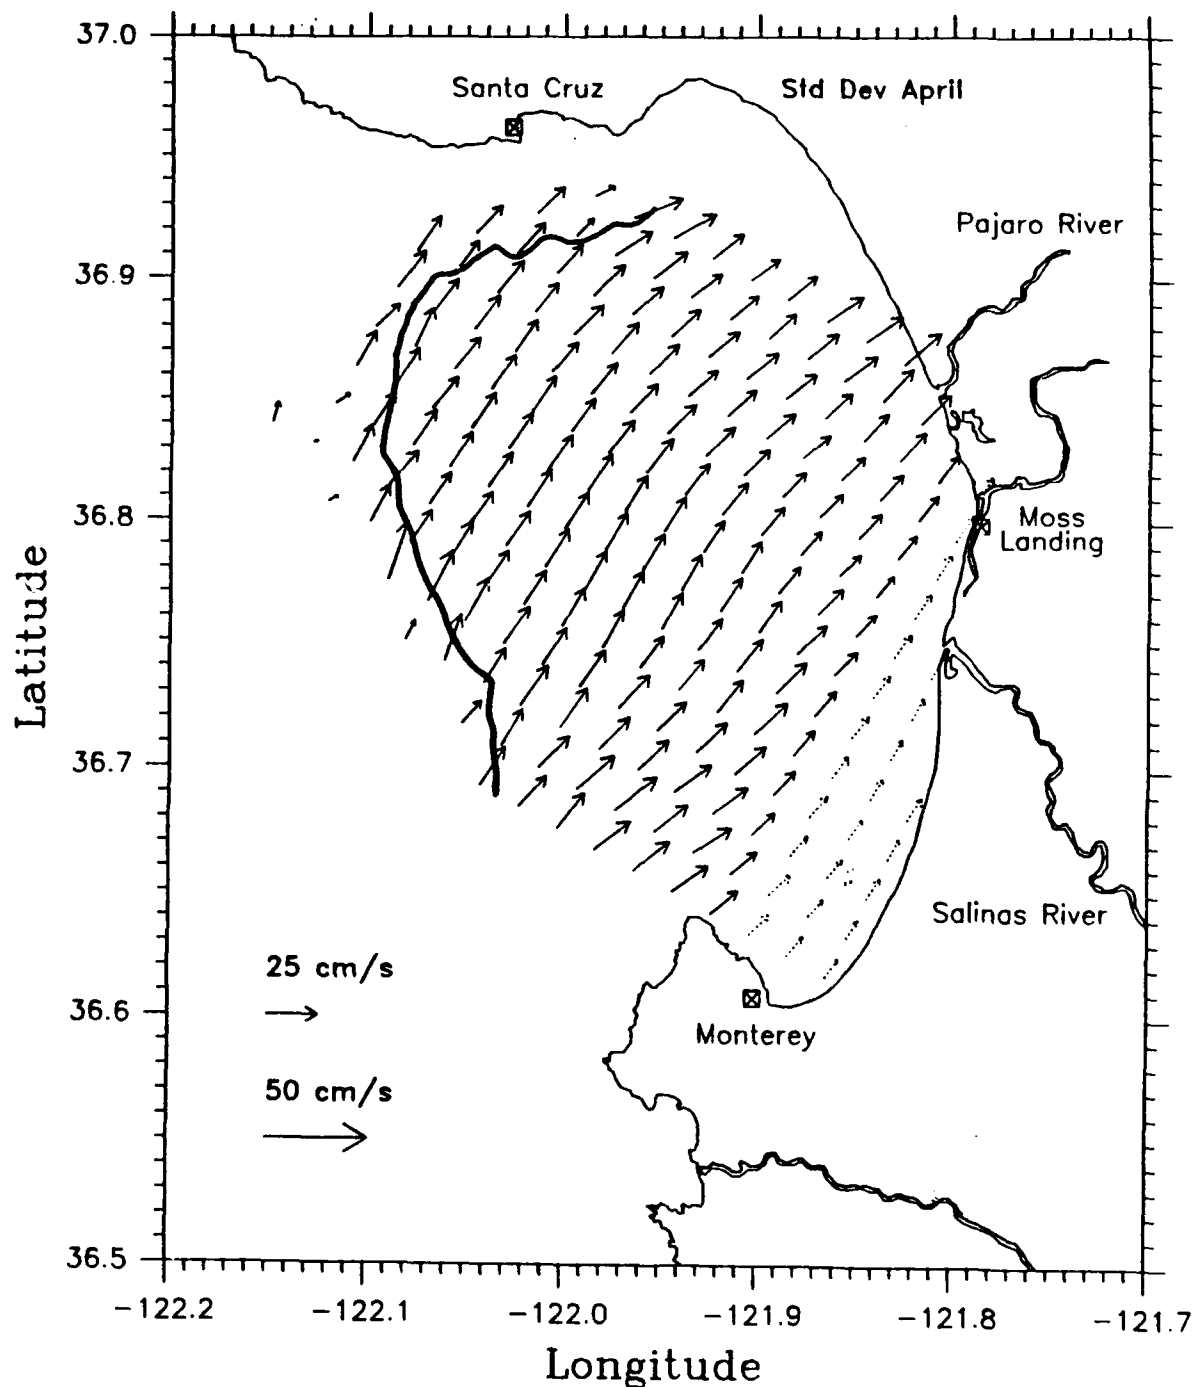 37.0
Santa Cruz
Std Dev April
Pajaro River
36.9
36.8
Moss
Landing
Latitude
36.7
Salinas River
25 cm/s
36.6
Monterey
50 cm/s
36.5
-122.2
-122.1
-122.0
-121.9
-121.8
-121.7
Longitude